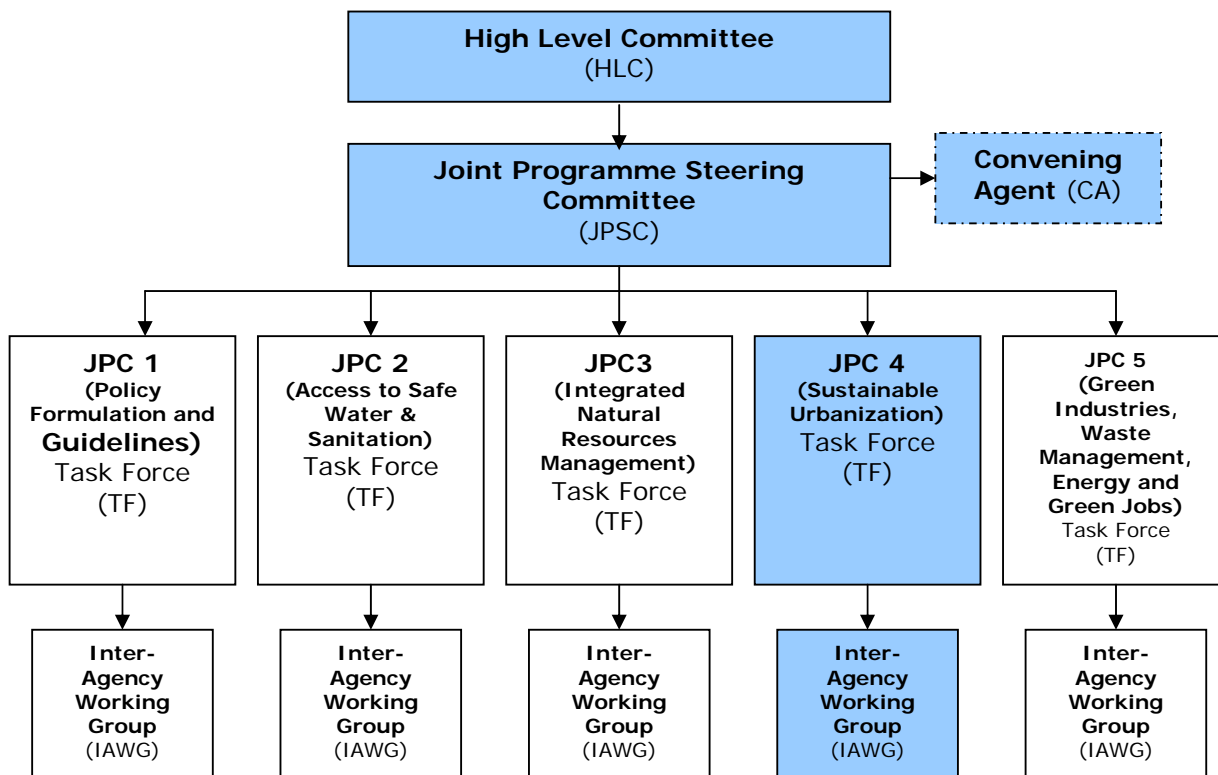 High Level Committee
(HLC)
Joint Programme Steering
Committee
(JPSC)
Convening
Agent (CA)
JPC 1
(Policy
Formulation and
Guidelines)
Task Force
(TF)
JPC 2
(Access to Safe
Water &
Sanitation)
Task Force
(TF)
JPC3
(Integrated
Natural
Resources
Management)
Task Force
(TF)
JPC 4
(Sustainable
Urbanization)
Task Force
(TF)
JPC 5
(Green
Industries,
Waste
Management,
Energy and
Green Jobs)
Task Force
(TF)
Inter-
Agency
Working
Group
(IAWG)
Inter-
Agency
Working
Group
(IAWG)
Inter-
Agency
Working
Group
(IAWG)
Inter-
Agency
Working
Group
(IAWG)
Inter-
Agency
Working
Group
(IAWG)